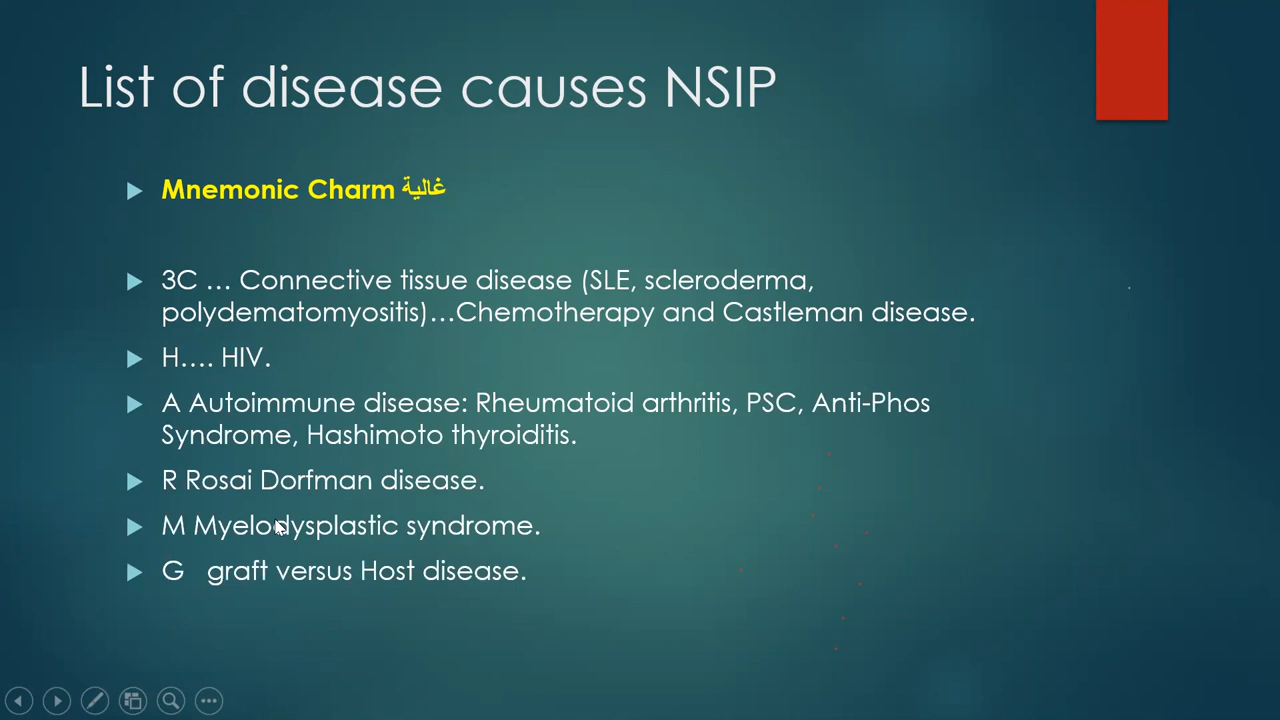 List of disease causes NSIP
Mnemonic Charm غالية
3C … Connective tissue disease (SLE, scleroderma,
polydematomyositis)…Chemotherapy and Castleman disease.
H…. HIV.
A Autoimmune disease: Rheumatoid arthritis, PSC, Anti-Phos
Syndrome, Hashimoto thyroiditis.
R Rosai Dorfman disease.
M Myelodysplastic syndrome.
G graft versus Host disease.